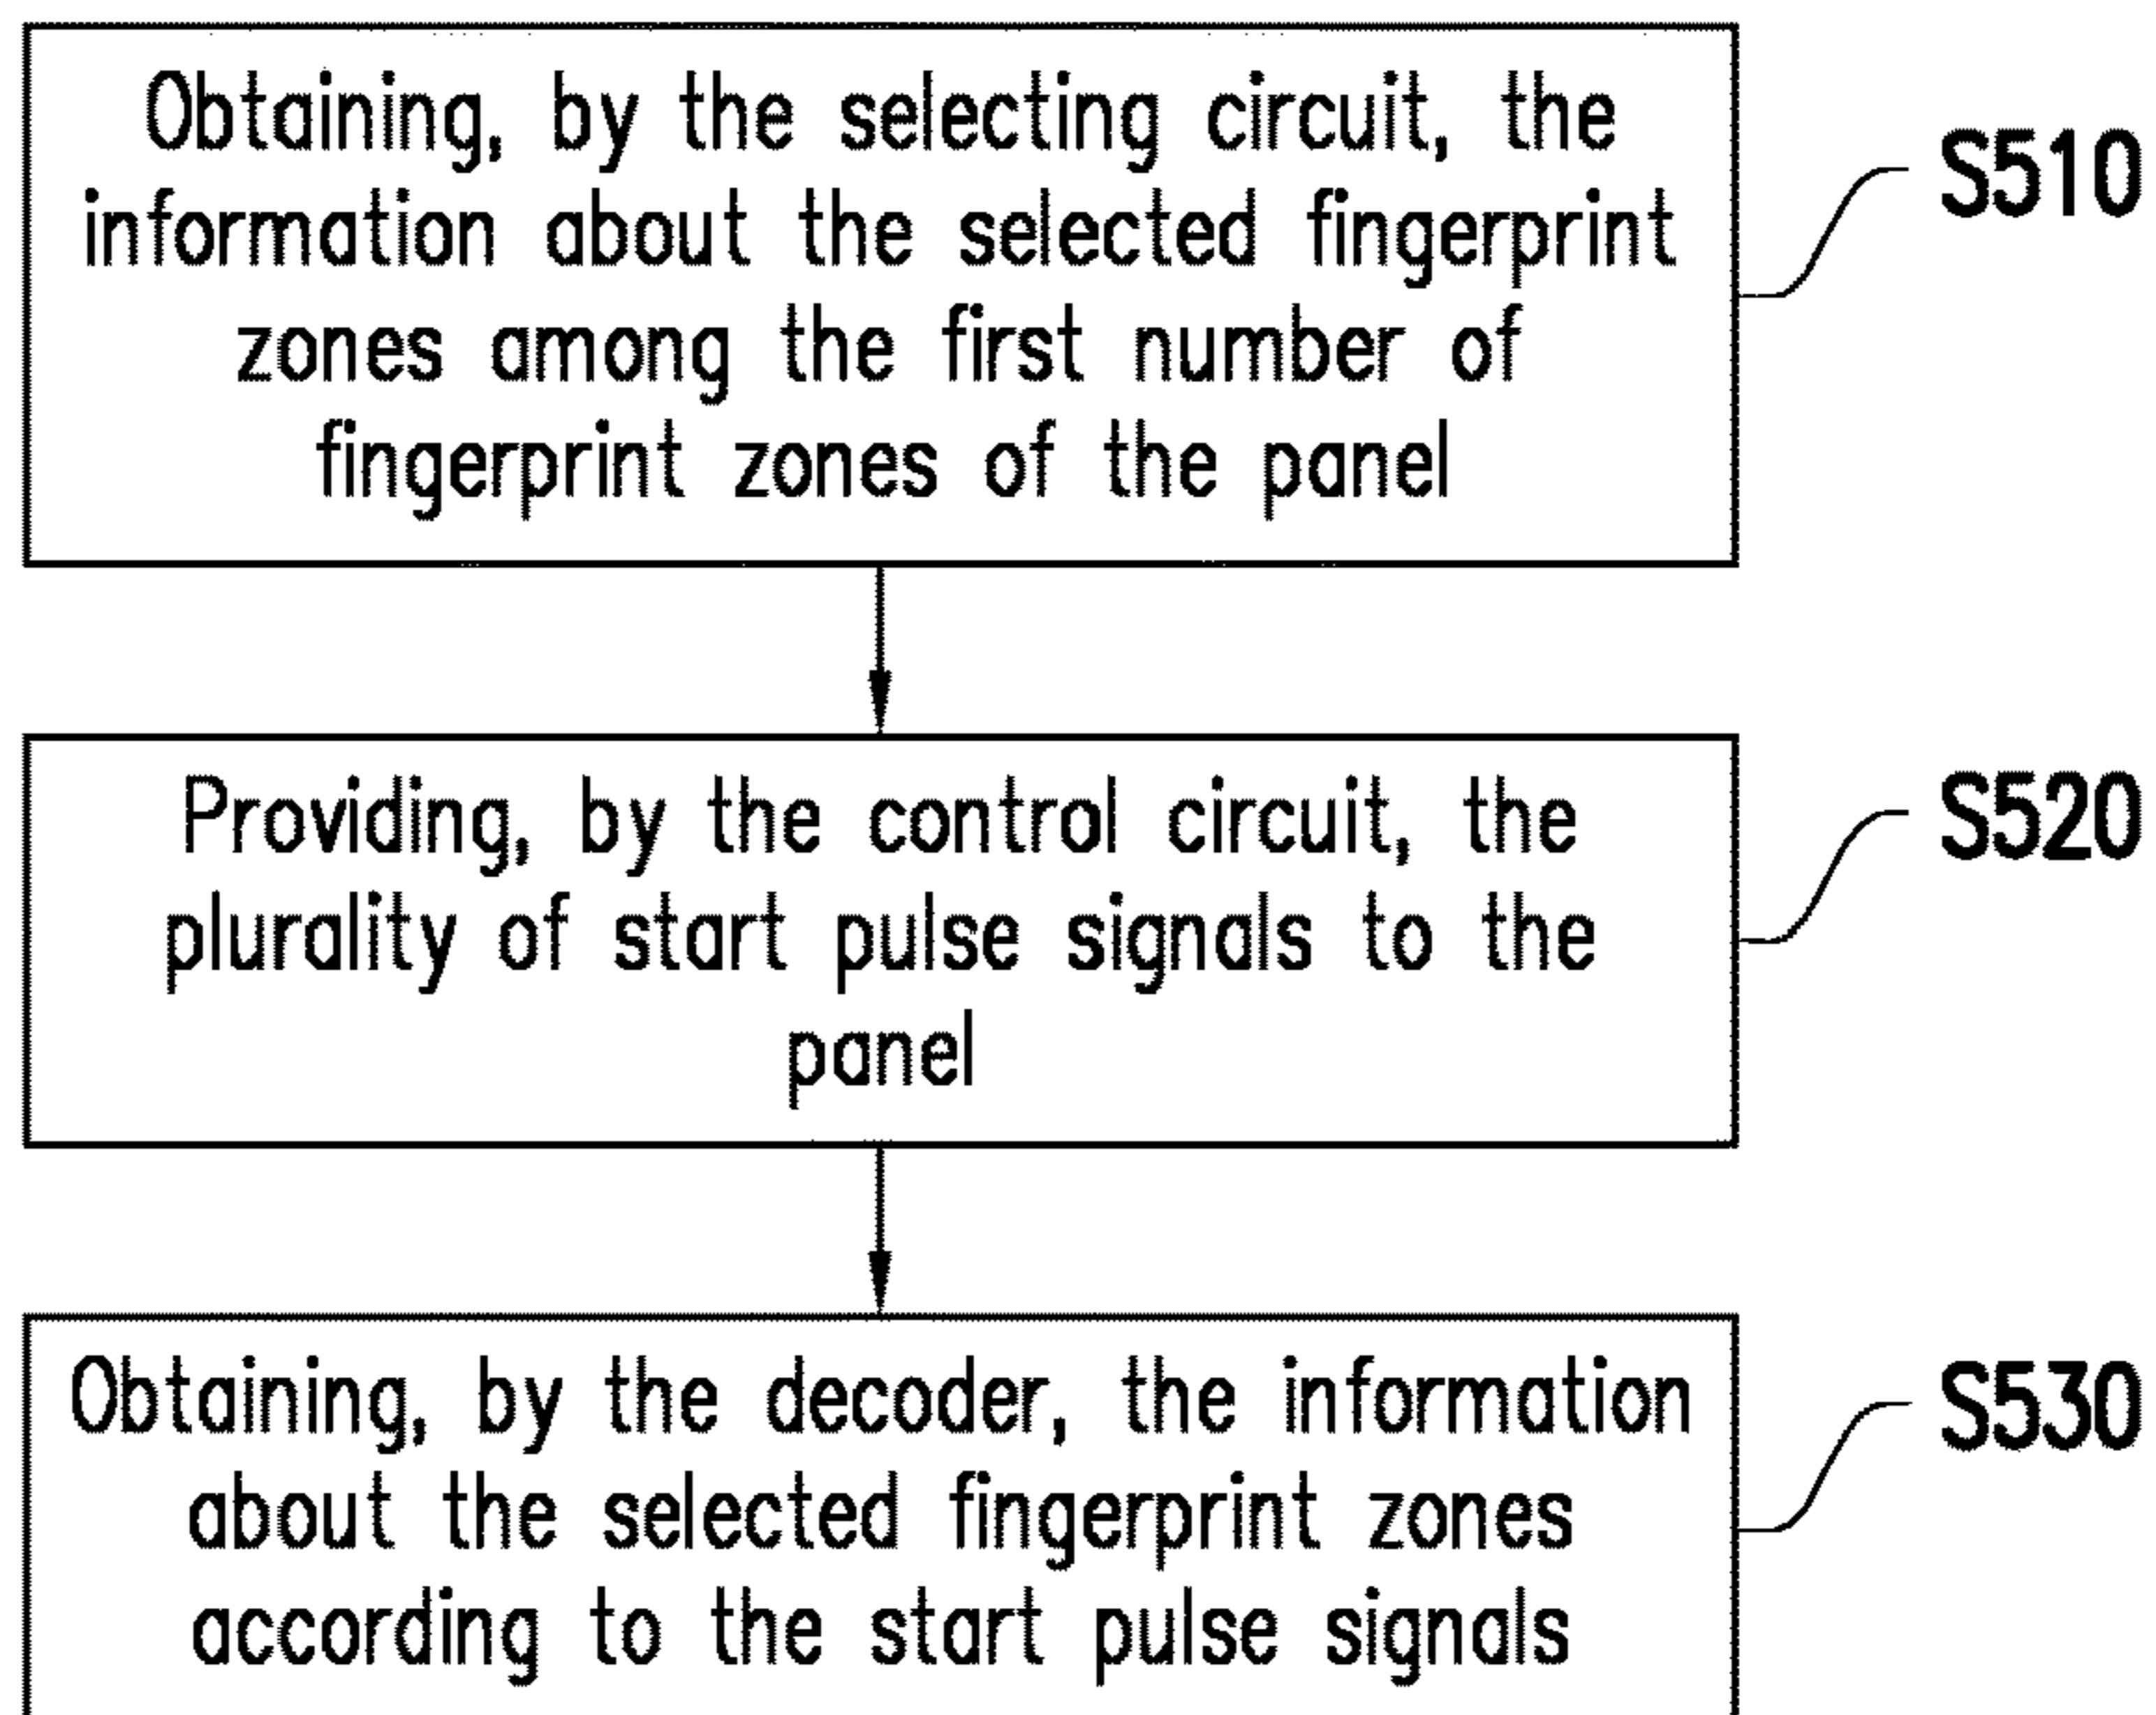 Obtaining, by the selecting circuit, the
information about the selected fingerprint
zones among the first number of
fingerprint zones of the panel
S510
Providing, by the control circuit, the
plurality of start pulse signals to the
panel
S520
Obtaining, by the decoder, the information
about the selected fingerprint zones
according to the start pulse signals
S530